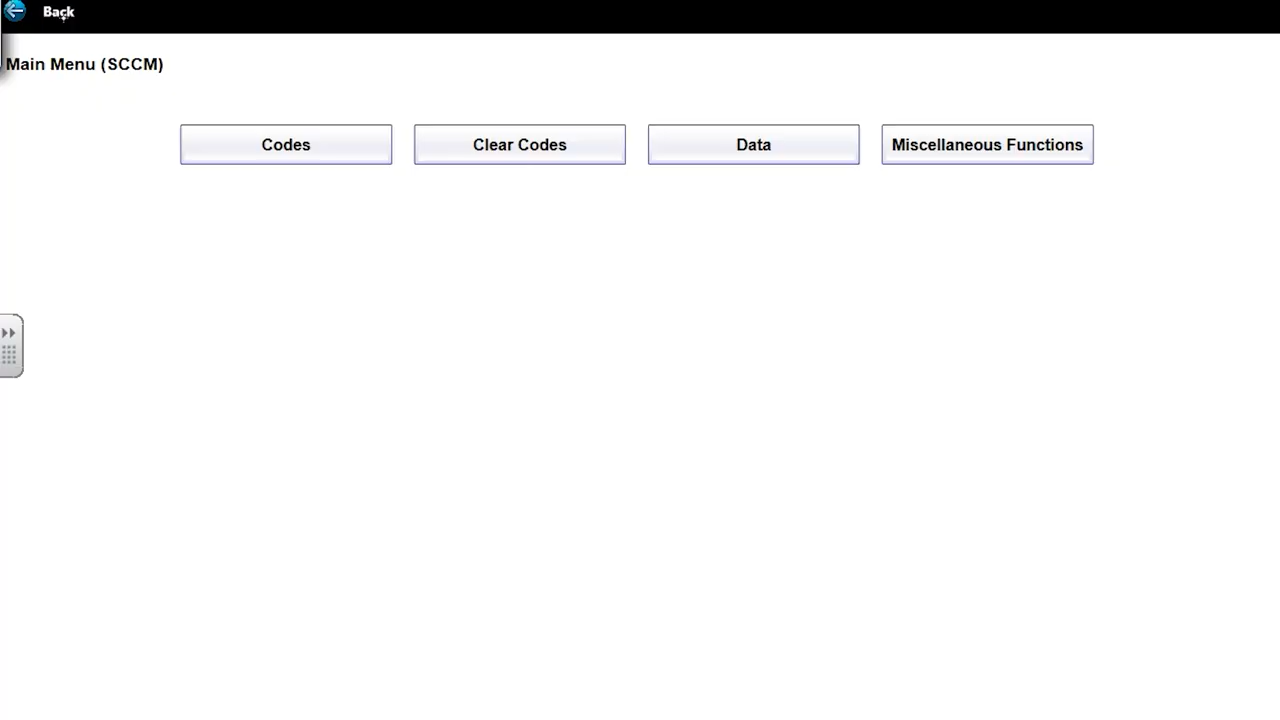 Back
Main Menu (SCCM)
Codes
Clear Codes
Data
Miscellaneous Functions